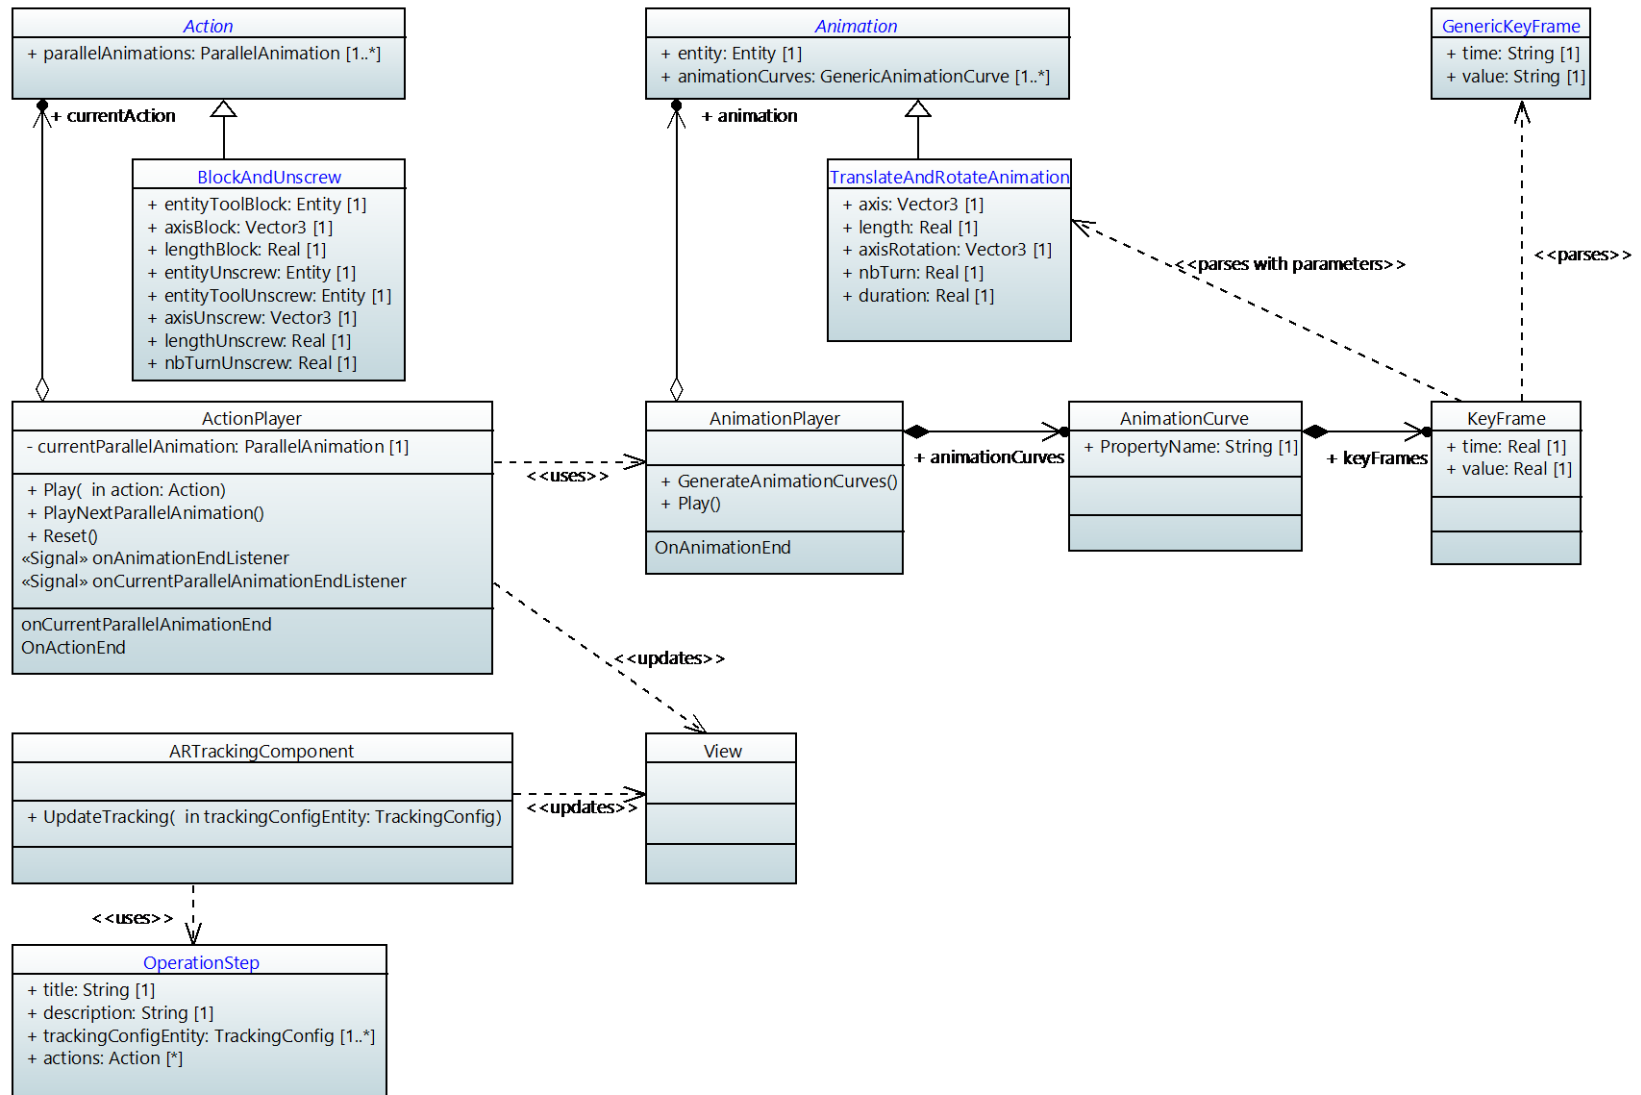 Action
+ parallelAnimations: ParallelAnimation [1..*]
+ currentAction
BlockAndUnscrew
+ entityToolBlock: Entity [1]
+ axisBlock: Vector3 [1]
+ lengthBlock: Real [1]
+ entityUnscrew: Entity [1]
+ entityToolUnscrew: Entity [1]
+ axisUnscrew: Vector3 [1]
+ lengthUnscrew: Real [1]
+ nbTurnUnscrew: Real [1]
Animation
+ entity: Entity [1]
+ animationCurves: GenericAnimationCurve [1..*]
+ animation
TranslateAndRotateAnimation
+ axis: Vector3 [1]
+ length: Real [1]
+ axisRotation: Vector3 [1]
+ nbTurn: Real [1]
+ duration: Real [1]
GenericKeyFrame
+ time: String [1]
+ value: String [1]
<<parses with parameters>>
<<parses>>
ActionPlayer
- currentParallelAnimation: ParallelAnimation [1]
+ Play( in action: Action)
+ PlayNextParallelAnimation()
+ Reset()
«Signal» onAnimationEndListener
«Signal» onCurrentParallelAnimationEndListener
onCurrentParallelAnimationEnd
OnActionEnd
<<uses>>
AnimationPlayer
+ GenerateAnimationCurves()
+ Play()
OnAnimationEnd
+ animationCurves
AnimationCurve
+ PropertyName: String [1]
+ keyFrames
KeyFrame
+ time: Real [1]
+ value: Real [1]
<<updates>>
ARTrackingComponent
+ UpdateTracking( in trackingConfigEntity: TrackingConfig)
<<updates>>
View
<<uses>>
OperationStep
+ title: String [1]
+ description: String [1]
+ trackingConfigEntity: TrackingConfig [1..*]
+ actions: Action [*]